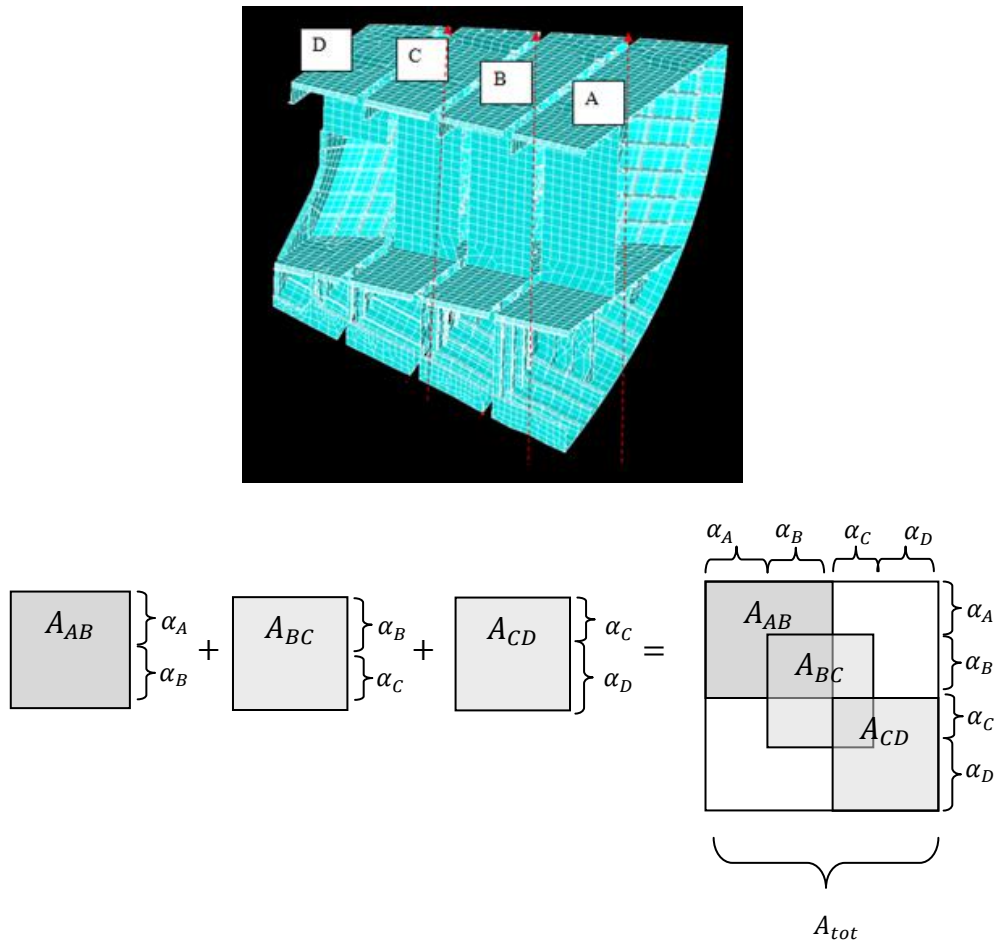 D
C
B
A
α_A α_B α_C α_D
A_AB α_A + A_BC α_B + A_CD α_C = A_AB α_A
α_B α_C α_D A_BC α_B
A_CD α_C
α_D
A_tot